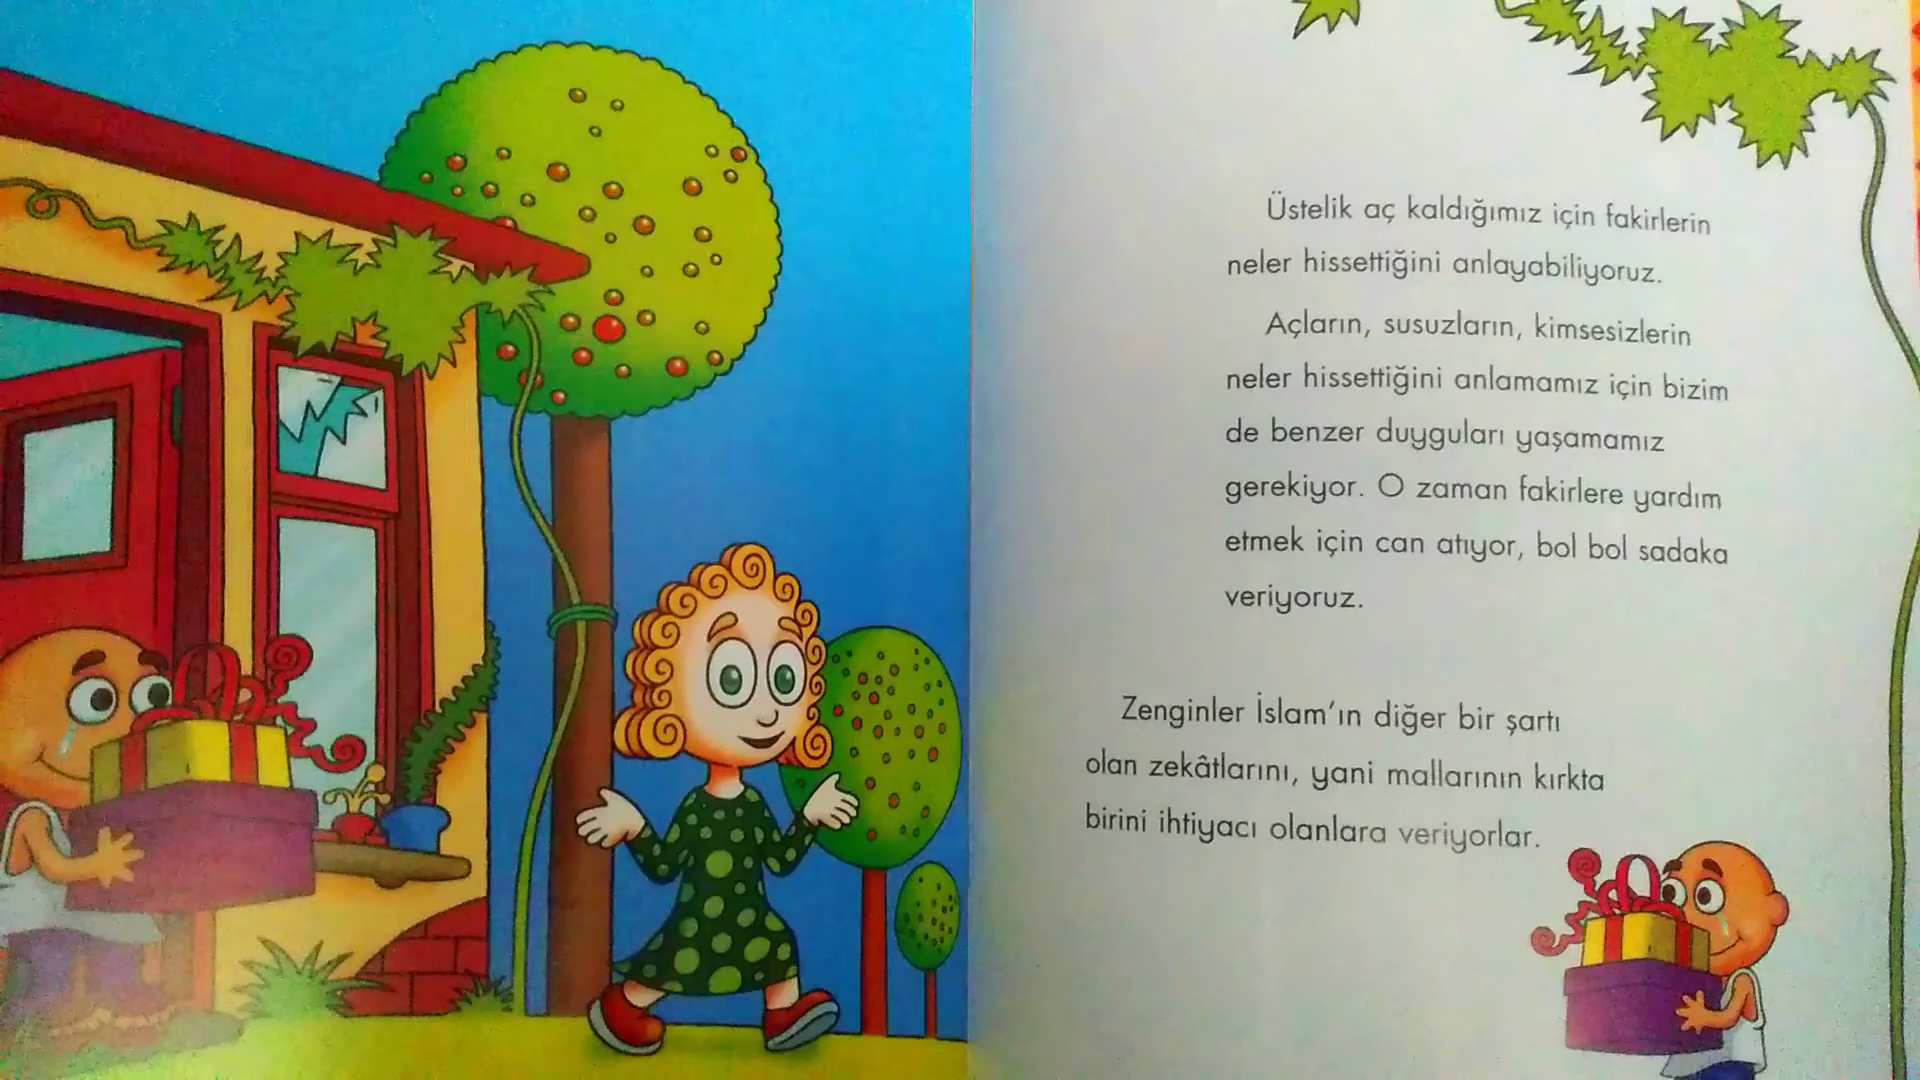 Üstelik aç kaldığımız için fakirlerin
neler hissettiğini anlayabiliyoruz.
Açların, susuzların, kimsesizlerin
neler hissettiğini anlamamız için bizim
de benzer duyguları yaşamamız
gerekiyor. O zaman fakirlere yardım
etmek için can atıyor, bol bol sadaka
veriyoruz.
Zenginler İslam'ın diğer bir şartı
olan zekâtlarını, yani mallarının kırkta
birini ihtiyacı olanlara veriyorlar.